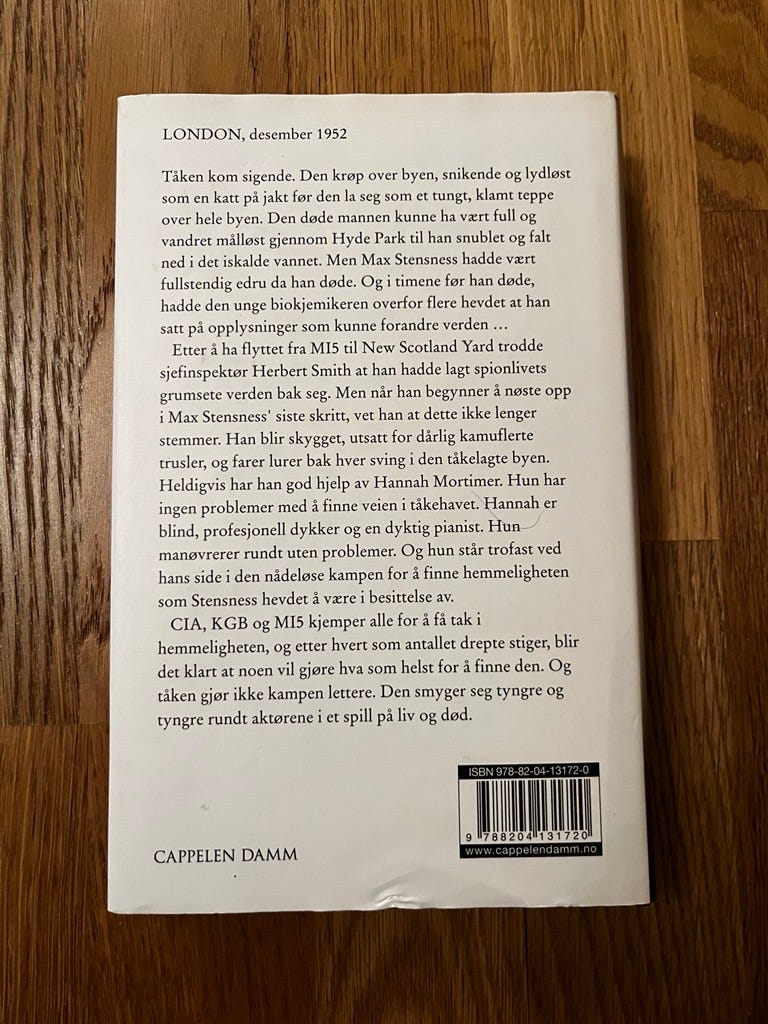 LONDON, desember 1952
Tåken kom sigende. Den krøp over byen, snikende og lydløst
som en katt på jakt før den la seg som et tungt, klamt teppe
over hele byen. Den døde mannen kunne ha vært full og
vandret målløst gjennom Hyde Park til han snublet og falt
ned i det iskalde vannet. Men Max Stensness hadde vært
fullstendig edru da han døde. Og i timene før han døde,
hadde den unge biokjemikeren overfor flere hevdet at han
satt på opplysninger som kunne forandre verden …
Etter å ha flyttet fra MI5 til New Scotland Yard trodde
sjefinspektør Herbert Smith at han hadde lagt spionlivets
grumsete verden bak seg. Men når han begynner å nøste opp
i Max Stensness' siste skritt, vet han at dette ikke lenger
stemmer. Han blir skygget, utsatt for dårlig kamuflerte
trusler, og farer lurer bak hver sving i den tåkelagte byen.
Heldigvis har han god hjelp av Hannah Mortimer. Hun har
ingen problemer med å finne veien i tåkehavet. Hannah er
blind, profesjonell dykker og en dyktig pianist. Hun
manøvrerer rundt uten problemer. Og hun står trofast ved
hans side i den nådeløse kampen for å finne hemmeligheten
som Stensness hevdet å være i besittelse av.
CIA, KGB og MI5 kjemper alle for å få tak i
hemmeligheten, og etter hvert som antallet drepte stiger, blir
det klart at noen vil gjøre hva som helst for å finne den. Og
tåken gjør ikke kampen lettere. Den smyger seg tyngre og
tyngre rundt aktørene i et spill på liv og død.
ISBN 978-82-04-13172-0
9 788204 131720
www.cappelendamm.no
CAPPELEN DAMM